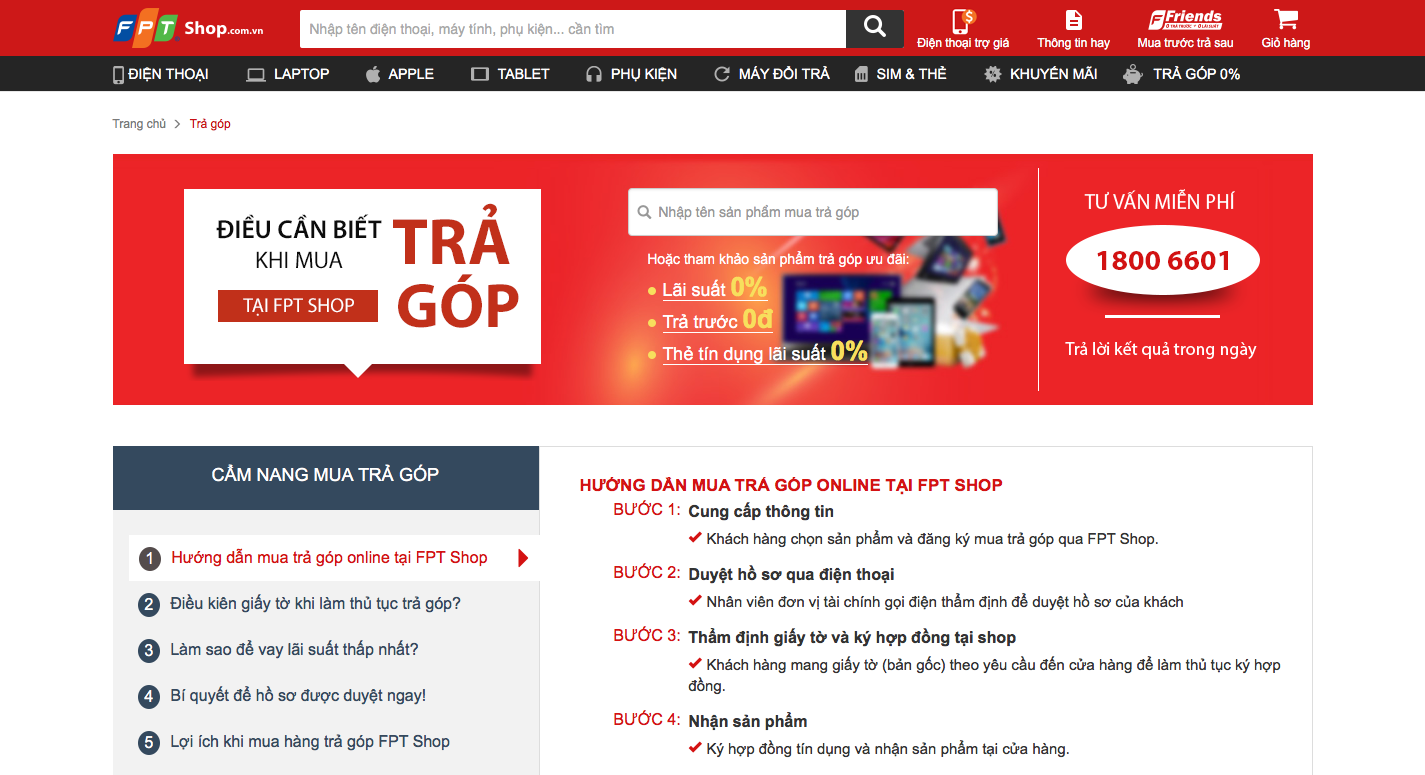 FPT Shop.com.vn
Nhập tên điện thoại, máy tính, phụ kiện... cần tìm
Điện thoại trợ giá
Thông tin hay
Friends
0Đ TRẢ TRƯỚC - 0% LÃI SUẤT
Mua trước trả sau
Giỏ hàng
ĐIỆN THOẠI
LAPTOP
APPLE
TABLET
PHỤ KIỆN
MÁY ĐỔI TRẢ
SIM & THẺ
KHUYẾN MÃI
TRẢ GÓP 0%
Trang chủ > Trả góp
ĐIỀU CẦN BIẾT
KHI MUA
TẠI FPT SHOP
TRẢ
GÓP
Nhập tên sản phẩm mua trả góp
Hoặc tham khảo sản phẩm trả góp ưu đãi:
Lãi suất 0%
Trả trước 0đ
Thẻ tín dụng lãi suất 0%
TƯ VẤN MIỄN PHÍ
1800 6601
Trả lời kết quả trong ngày
CẨM NANG MUA TRẢ GÓP
1 Hướng dẫn mua trả góp online tại FPT Shop
2 Điều kiên giấy tờ khi làm thủ tục trả góp?
3 Làm sao để vay lãi suất thấp nhất?
4 Bí quyết để hồ sơ được duyệt ngay!
5 Lợi ích khi mua hàng trả góp FPT Shop
HƯỚNG DẪN MUA TRẢ GÓP ONLINE TẠI FPT SHOP
BƯỚC 1: Cung cấp thông tin
Khách hàng chọn sản phẩm và đăng ký mua trả góp qua FPT Shop.
BƯỚC 2: Duyệt hồ sơ qua điện thoại
Nhân viên đơn vị tài chính gọi điện thẩm định để duyệt hồ sơ của khách
BƯỚC 3: Thẩm định giấy tờ và ký hợp đồng tại shop
Khách hàng mang giấy tờ (bản gốc) theo yêu cầu đến cửa hàng để làm thủ tục ký hợp
đồng.
BƯỚC 4: Nhận sản phẩm
Ký hợp đồng tín dụng và nhận sản phẩm tại cửa hàng.